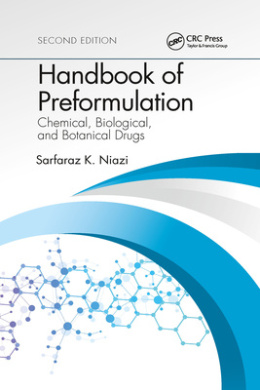 SECOND EDITION
CRC Press
Taylor & Francis Group
Handbook of
Preformulation
Chemical, Biological,
and Botanical Drugs
Sarfaraz K. Niazi